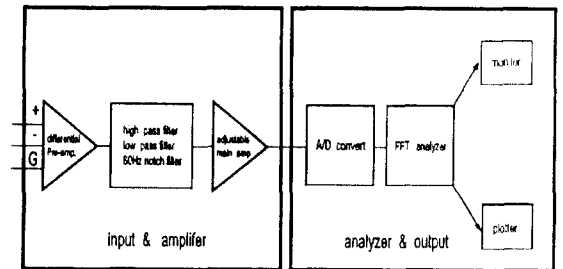 +
-
G
differential
Pre-amp.
high pass filter
low pass filter
60Hz notch filter
adjustable
main amp
A/D convert
FFT analyzer
monitor
plotter
input & amplifer
analyzer & output